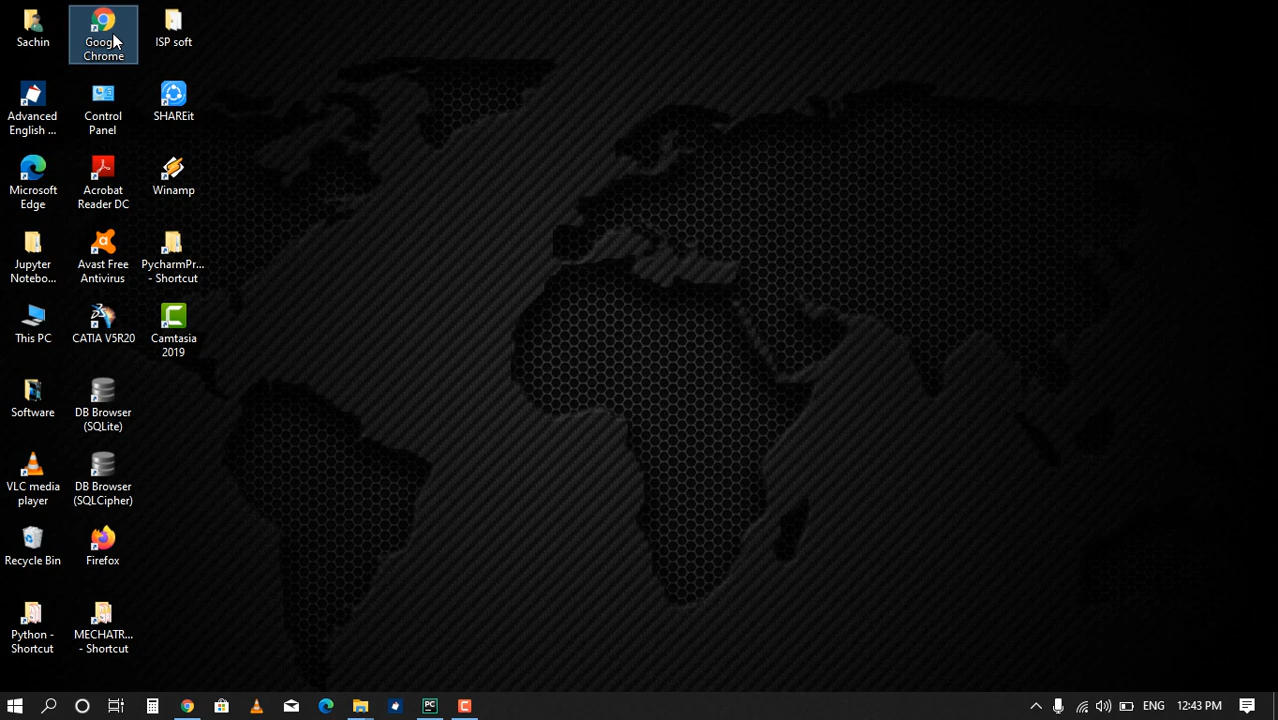 Sachin
Google
Chrome
ISP soft
Advanced
English ...
Control
Panel
SHAREit
Microsoft
Edge
Acrobat
Reader DC
Winamp
Jupyter
Notebo...
Avast Free
Antivirus
PycharmPr...
- Shortcut
This PC
CATIA V5R20
Camtasia
2019
Software
DB Browser
(SQLite)
VLC media
player
DB Browser
(SQLCipher)
Recycle Bin
Firefox
Python -
Shortcut
MECHATR...
- Shortcut
PC
ENG
12:43 PM